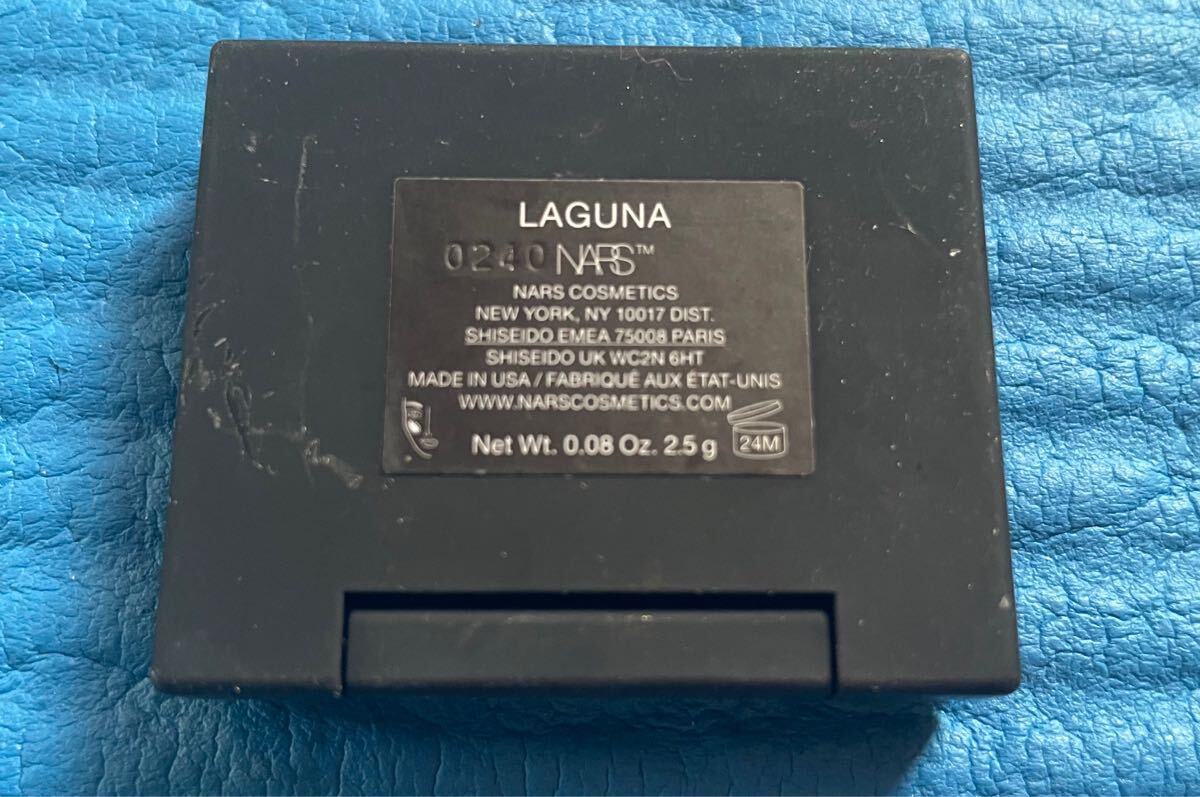 LAGUNA
0240 NARS™
NARS COSMETICS
NEW YORK, NY 10017 DIST.
SHISEIDO EMEA 75008 PARIS
SHISEIDO UK WC2N 6HT
MADE IN USA / FABRIQUÉ AUX ÉTAT-UNIS
WWW.NARSCOSMETICS.COM
Net Wt. 0.08 Oz. 2.5 g
24M